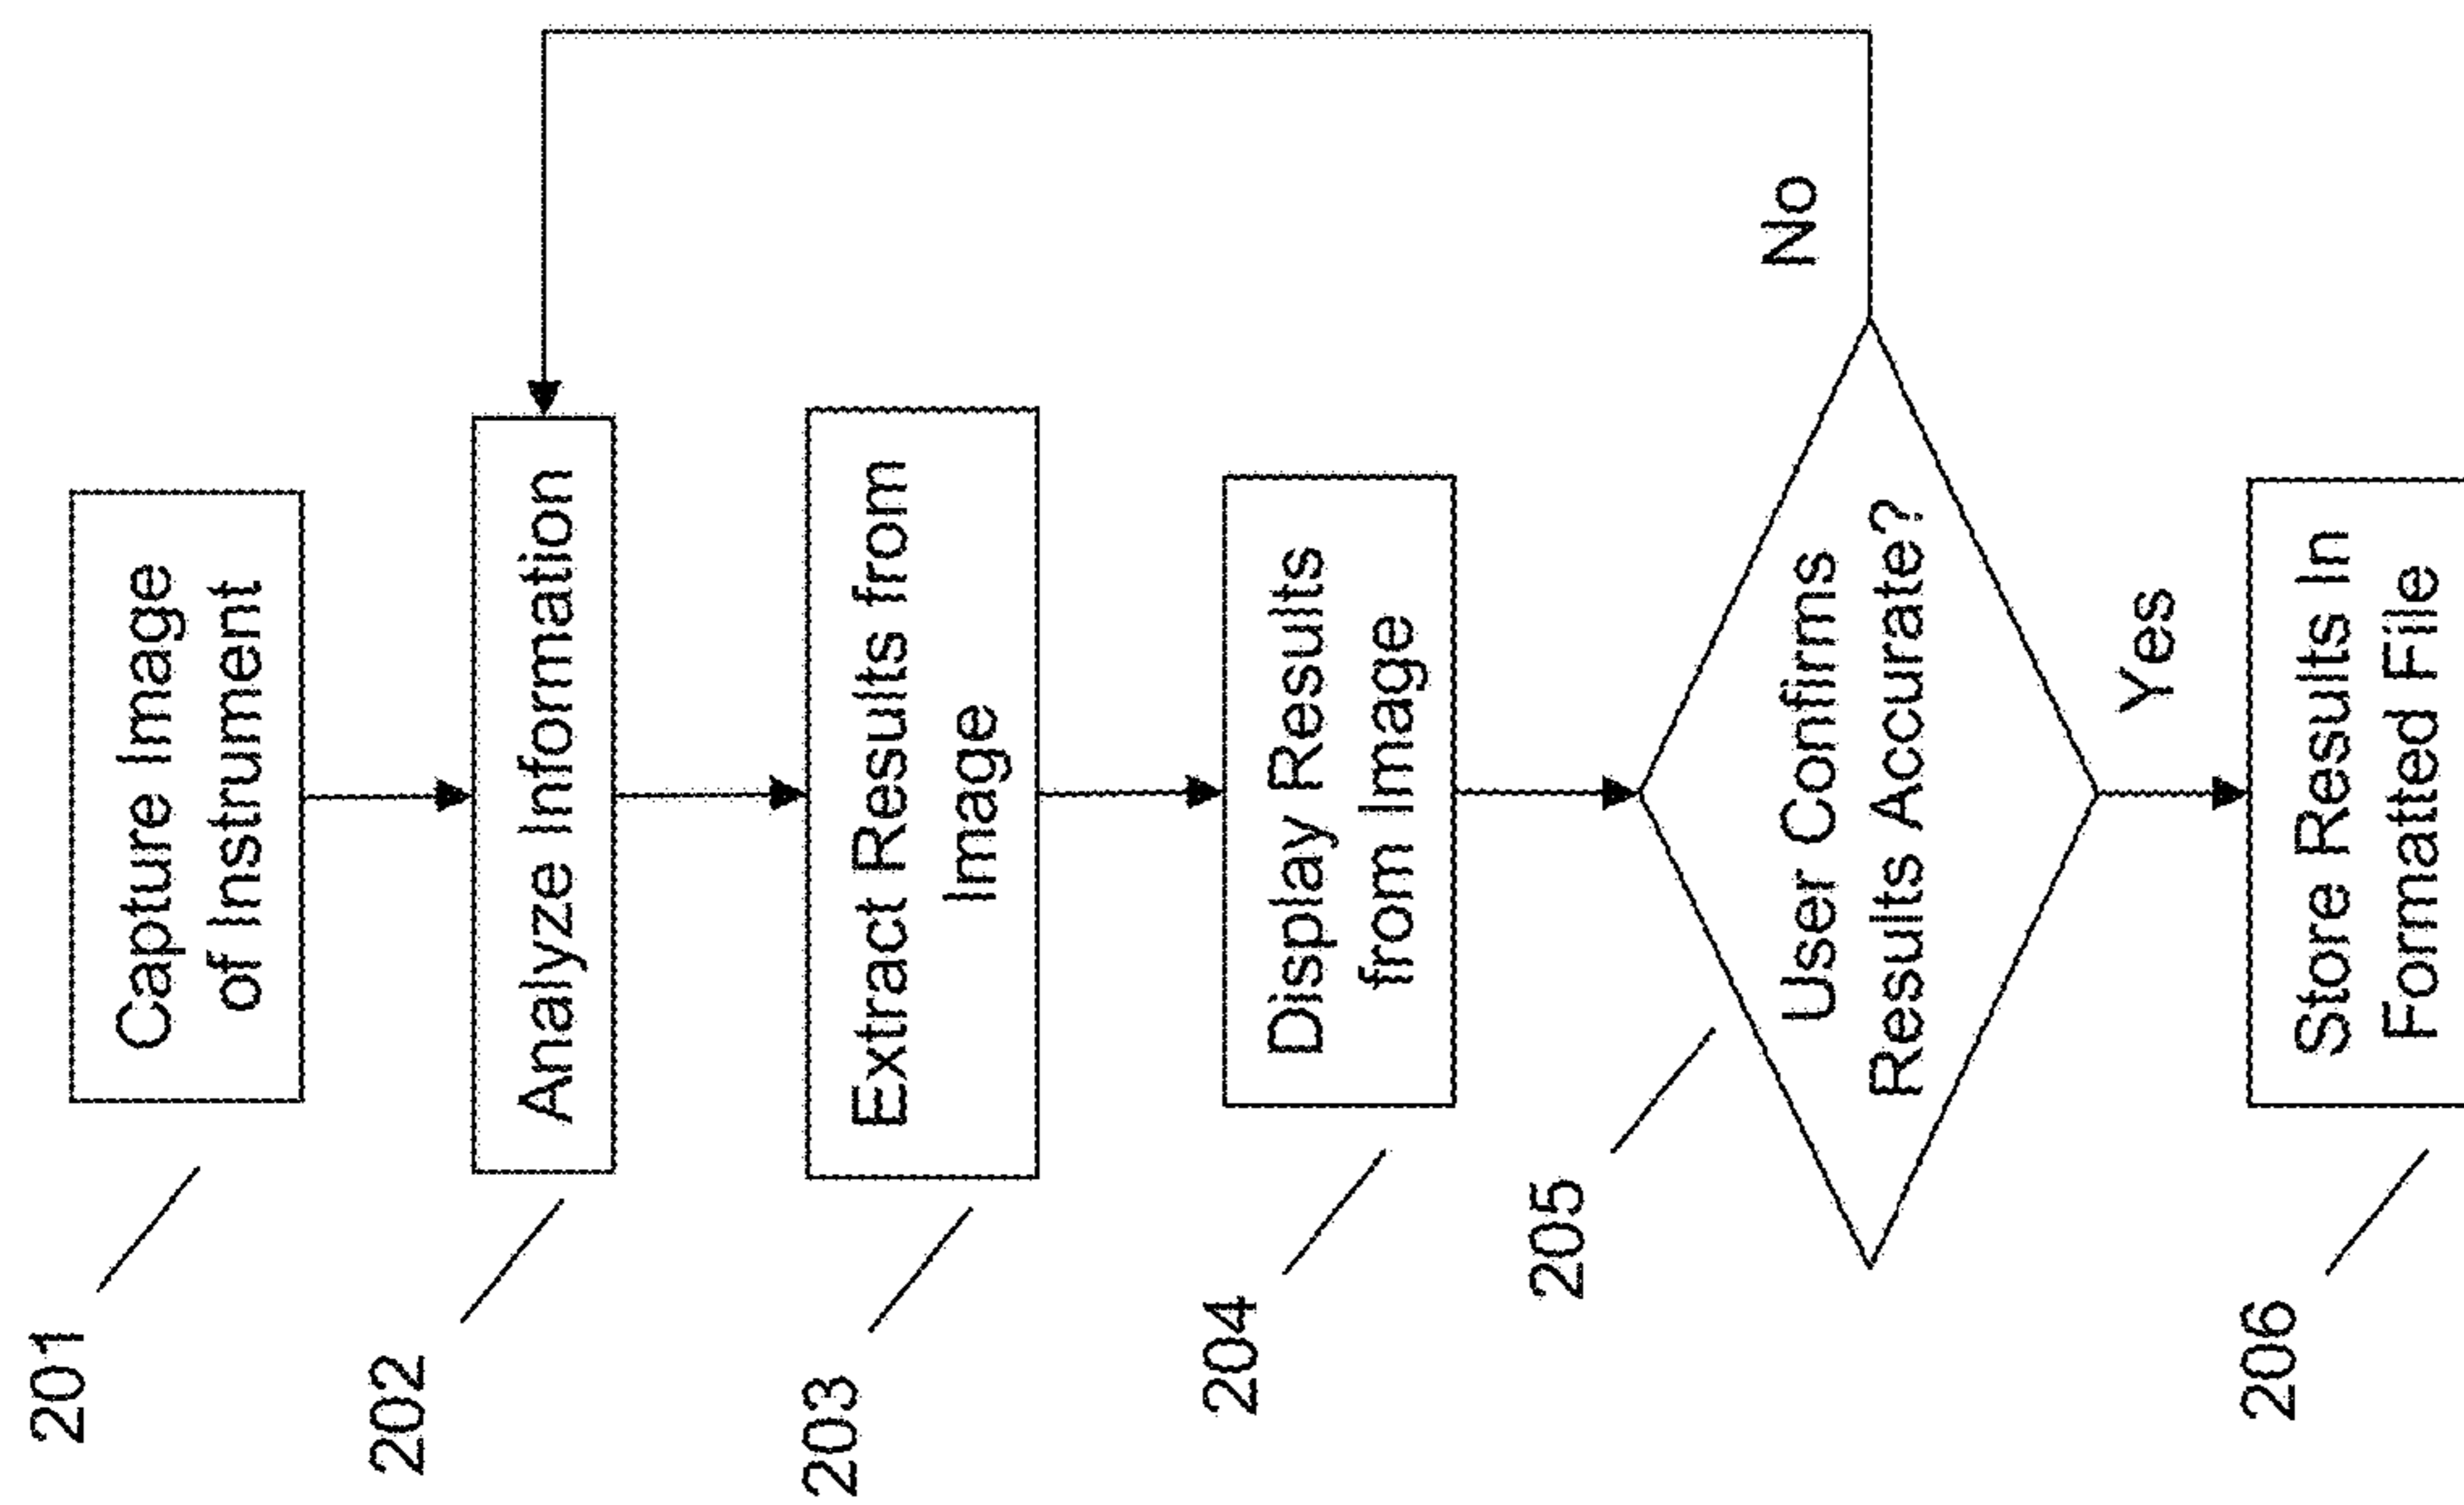 201
Capture Image
of Instrument
202
Analyze Information
203
Extract Results from
Image
204
Display Results
from Image
205
User Confirms
Results Accurate?
No
Yes
206
Store Results In
Formatted File